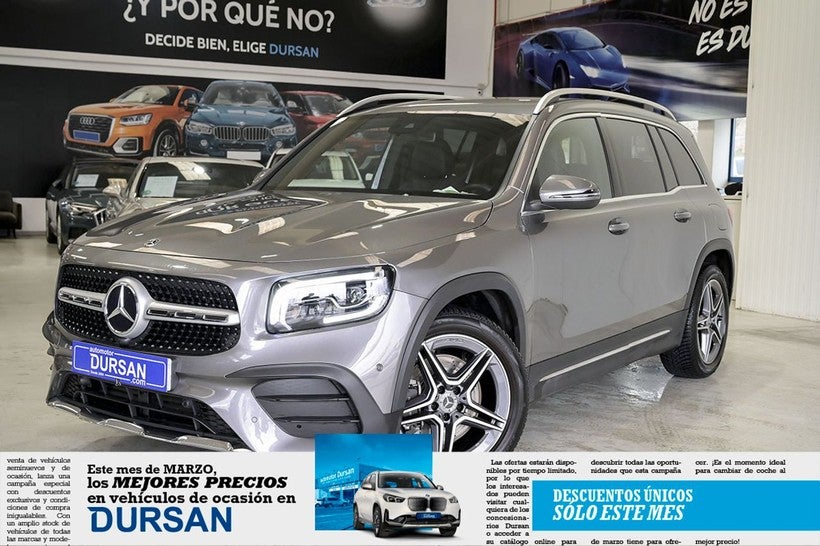 ¿Y POR QUÉ NO?
DECIDE BIEN, ELIGE DURSAN
NO ES
ES DU
automotor
DURSAN
.com
venta de vehículos
seminuevos y de
ocasión, lanza una
campaña especial
con descuentos
exclusivos y condi-
ciones de compra
inigualables. Con
un amplio stock de
vehículos de todas
las marcas y mode-
Este mes de MARZO,
los MEJORES PRECIOS
en vehículos de ocasión en
DURSAN
automotor Dursan
Las ofertas estarán dispo-
nibles por tiempo limitado,
por lo que
los interesa-
dos pueden
visitar cual-
quiera de los
concesiona-
rios Dursan
o acceder a
su catálogo online para
descubrir todas las oportu-
nidades que esta campaña
DESCUENTOS ÚNICOS
SÓLO ESTE MES
de marzo tiene para ofre-
cer. ¡Es el momento ideal
para cambiar de coche al
mejor precio!